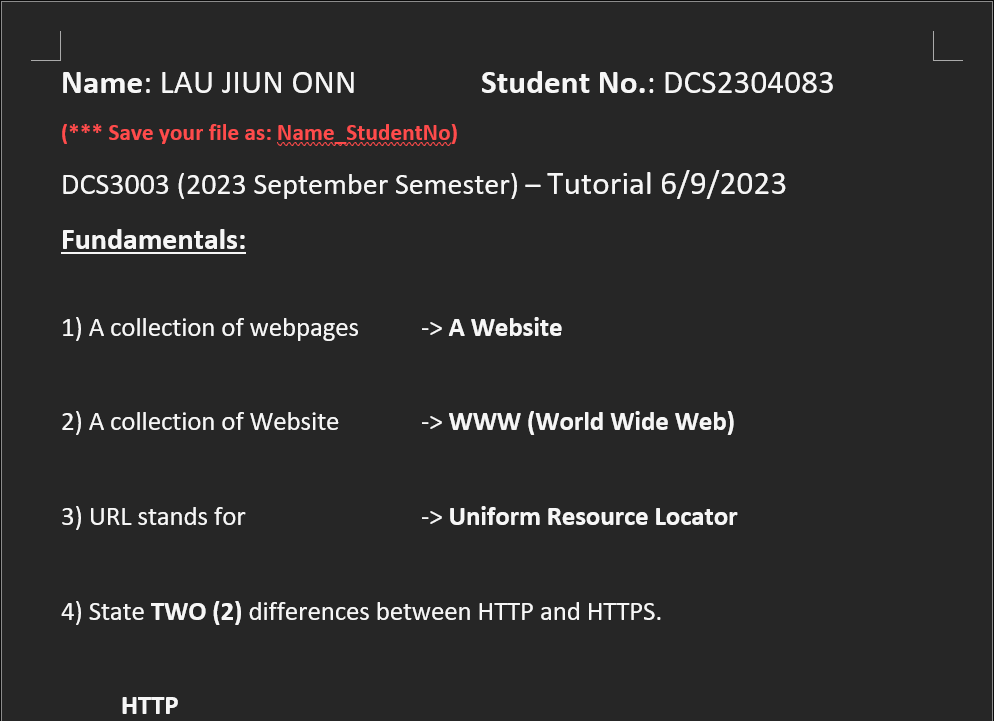 Name: LAU JIUN ONN Student No.: DCS2304083
(*** Save your file as: Name_StudentNo)
DCS3003 (2023 September Semester) – Tutorial 6/9/2023
Fundamentals:
1) A collection of webpages -> A Website
2) A collection of Website -> WWW (World Wide Web)
3) URL stands for -> Uniform Resource Locator
4) State TWO (2) differences between HTTP and HTTPS.
HTTP